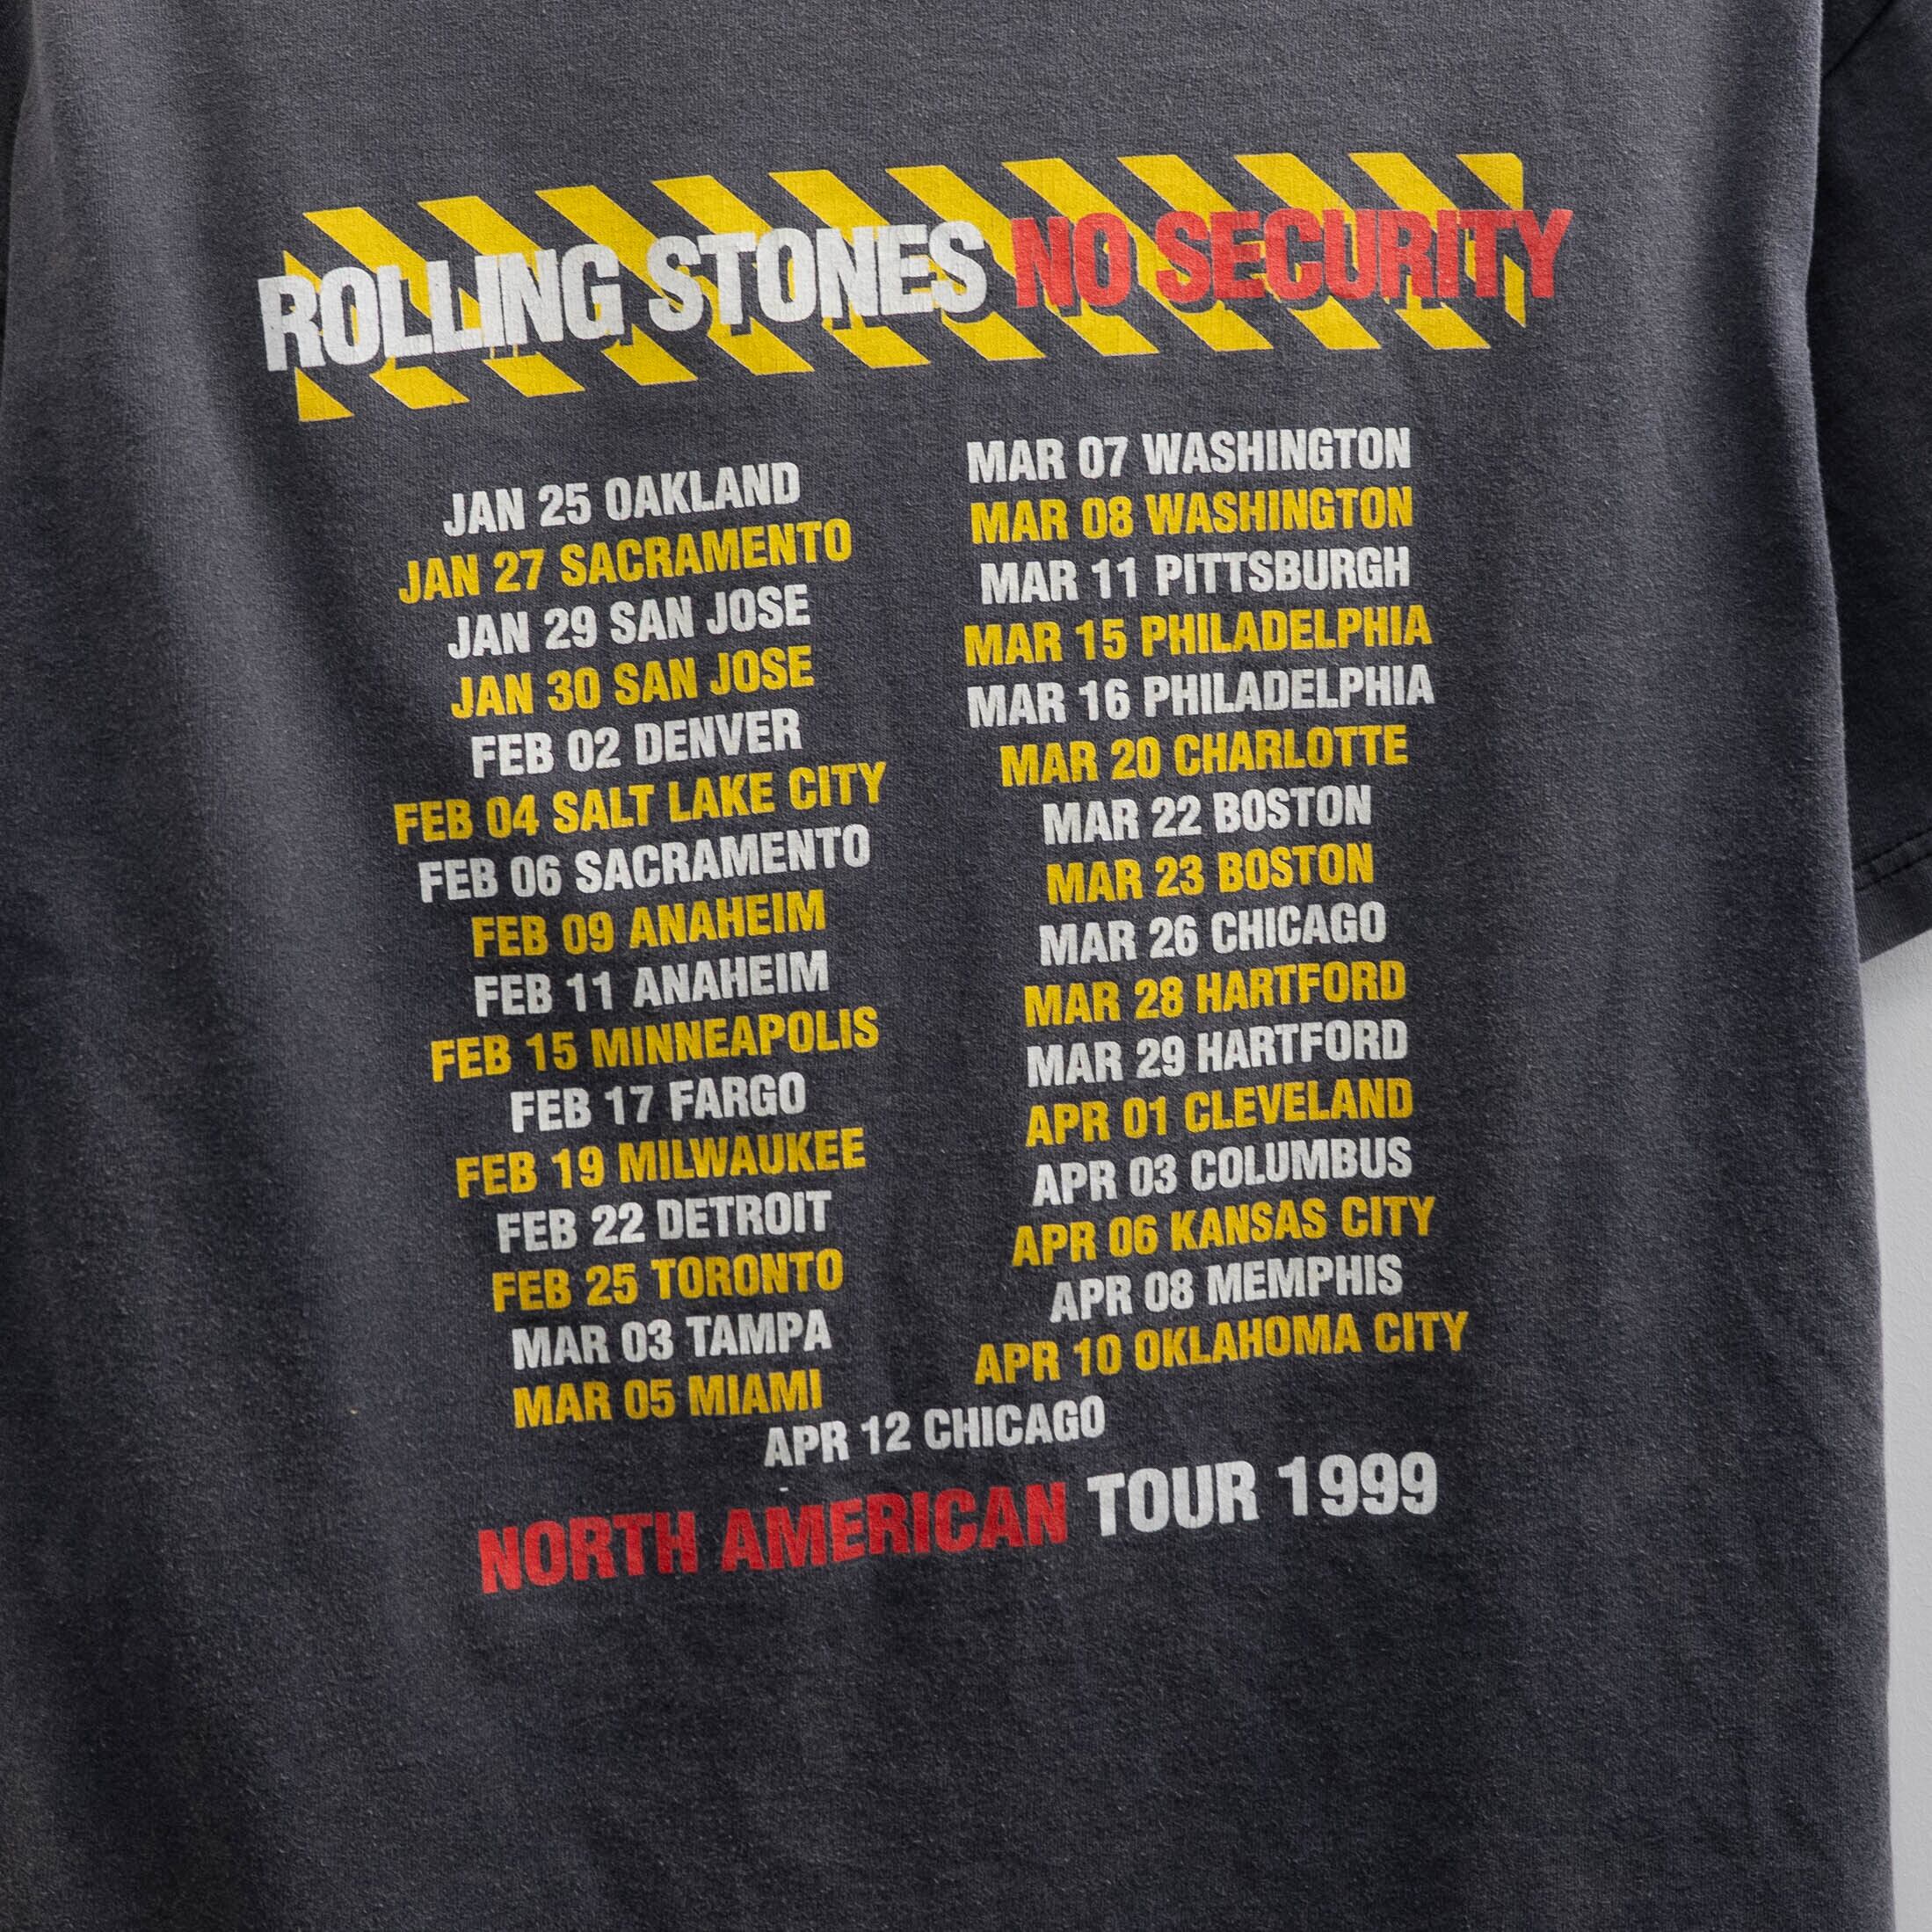 ROLLING STONES NO SECURITY
JAN 25 OAKLAND
JAN 27 SACRAMENTO
JAN 29 SAN JOSE
JAN 30 SAN JOSE
FEB 02 DENVER
FEB 04 SALT LAKE CITY
FEB 06 SACRAMENTO
FEB 09 ANAHEIM
FEB 11 ANAHEIM
FEB 15 MINNEAPOLIS
FEB 17 FARGO
FEB 19 MILWAUKEE
FEB 22 DETROIT
FEB 25 TORONTO
MAR 03 TAMPA
MAR 05 MIAMI
MAR 07 WASHINGTON
MAR 08 WASHINGTON
MAR 11 PITTSBURGH
MAR 15 PHILADELPHIA
MAR 16 PHILADELPHIA
MAR 20 CHARLOTTE
MAR 22 BOSTON
MAR 23 BOSTON
MAR 26 CHICAGO
MAR 28 HARTFORD
MAR 29 HARTFORD
APR 01 CLEVELAND
APR 03 COLUMBUS
APR 06 KANSAS CITY
APR 08 MEMPHIS
APR 10 OKLAHOMA CITY
APR 12 CHICAGO
NORTH AMERICAN TOUR 1999